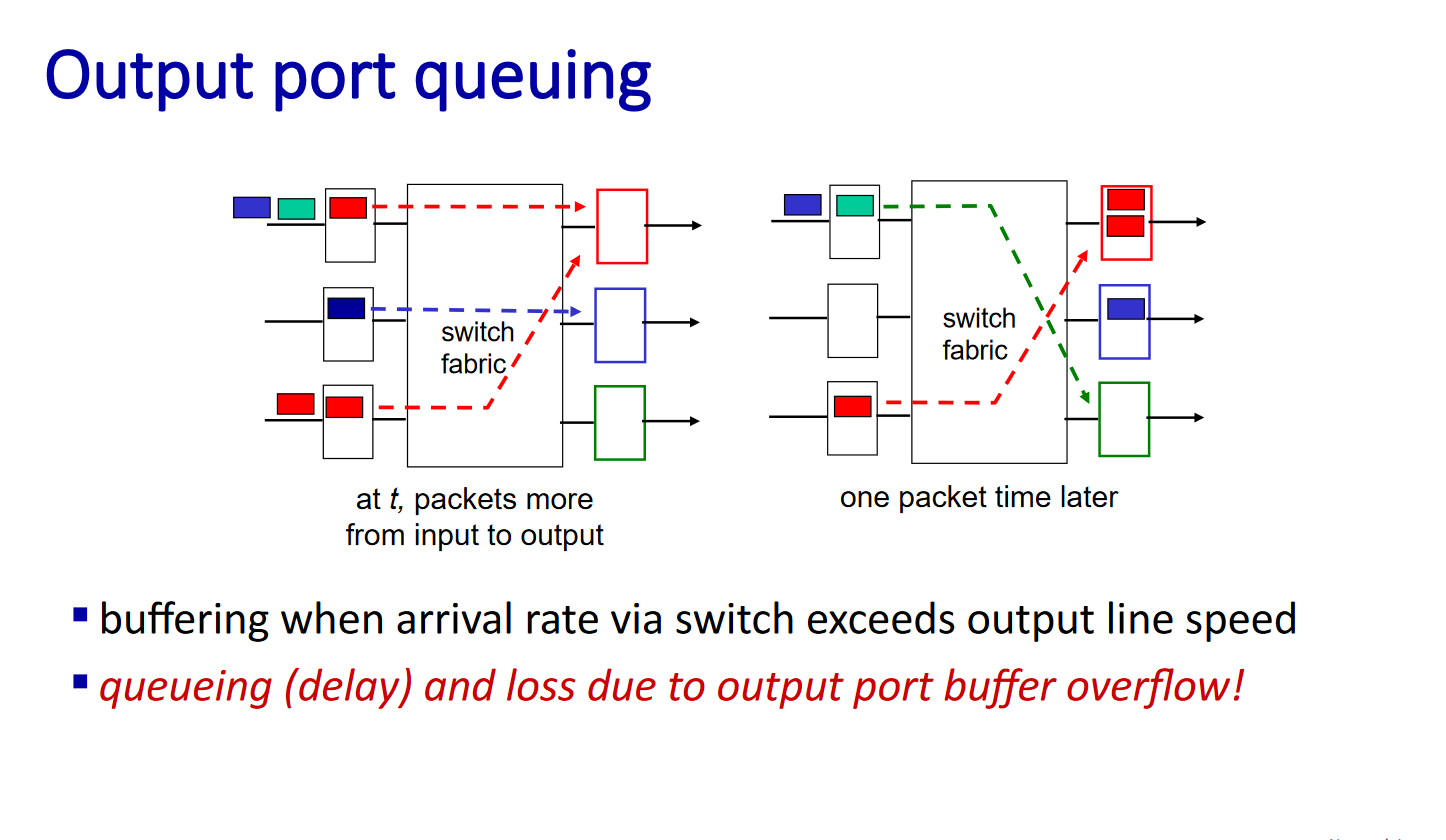 Output port queuing
switch
fabric
at t, packets more
from input to output
switch
fabric
one packet time later
▪ buffering when arrival rate via switch exceeds output line speed
▪ queueing (delay) and loss due to output port buffer overflow!